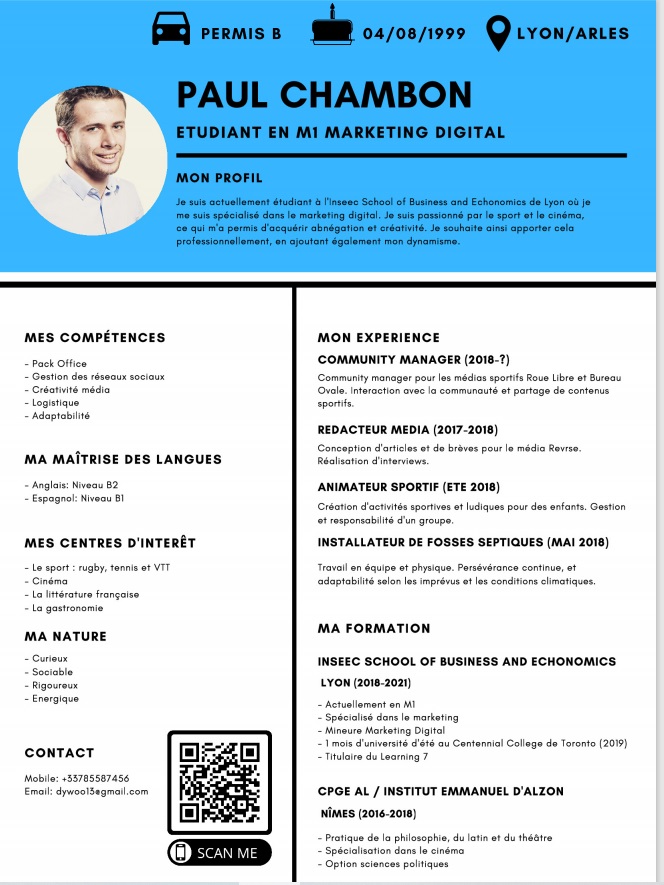 PERMIS B
04/08/1999
LYON/ARLES
PAUL CHAMBON
ETUDIANT EN M1 MARKETING DIGITAL
MON PROFIL
Je suis actuellement étudiant à l'Inseec School of Business and Echonomics de Lyon où je
me suis spécialisé dans le marketing digital. Je suis passionné par le sport et le cinéma,
ce qui m'a permis d'acquérir abnégation et créativité. Je souhaite ainsi apporter cela
professionnellement, en ajoutant également mon dynamisme.
MES COMPÉTENCES
- Pack Office
- Gestion des réseaux sociaux
- Créativité média
- Logistique
- Adaptabilité
MA MAÎTRISE DES LANGUES
- Anglais: Niveau B2
- Espagnol: Niveau B1
MES CENTRES D'INTERÊT
- Le sport : rugby, tennis et VTT
- Cinéma
- La littérature française
- La gastronomie
MA NATURE
- Curieux
- Sociable
- Rigoureux
- Energique
CONTACT
Mobile: +33785587456
Email: dywoo13@gmail.com
SCAN ME
MON EXPERIENCE
COMMUNITY MANAGER (2018-?)
Community manager pour les médias sportifs Roue Libre et Bureau
Ovale. Interaction avec la communauté et partage de contenus
sportifs.
REDACTEUR MEDIA (2017-2018)
Conception d'articles et de brèves pour le média Revrse.
Réalisation d'interviews.
ANIMATEUR SPORTIF (ETE 2018)
Création d'activités sportives et ludiques pour des enfants. Gestion
et responsabilité d'un groupe.
INSTALLATEUR DE FOSSES SEPTIQUES (MAI 2018)
Travail en équipe et physique. Persévérance continue, et
adaptabilité selon les imprévus et les conditions climatiques.
MA FORMATION
INSEEC SCHOOL OF BUSINESS AND ECHONOMICS
LYON (2018-2021)
- Actuellement en M1
- Spécialisé dans le marketing
- Mineure Marketing Digital
- 1 mois d'université d'été au Centennial College de Toronto (2019)
- Titulaire du Learning 7
CPGE AL / INSTITUT EMMANUEL D'ALZON
NÎMES (2016-2018)
- Pratique de la philosophie, du latin et du théâtre
- Spécialisation dans le cinéma
- Option sciences politiques